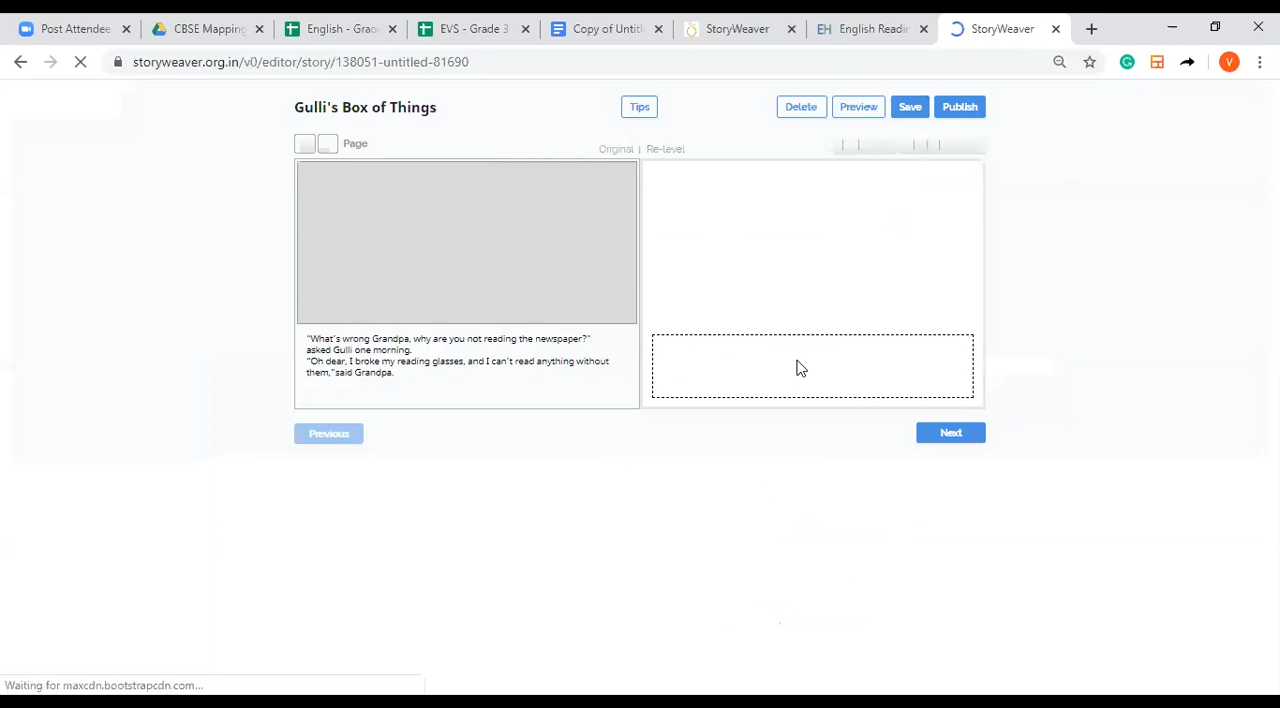 Post Attendee
CBSE Mapping
English - Grad
EVS - Grade 3
Copy of Untitl
StoryWeaver
English Readin
StoryWeaver
storyweaver.org.in/v0/editor/story/138051-untitled-81690
V
Gulli's Box of Things
Tips
Delete
Preview
Save
Publish
Page
Original | Re-level
"What's wrong Grandpa, why are you not reading the newspaper?"
asked Gulli one morning.
"Oh dear, I broke my reading glasses, and I can't read anything without
them,"said Grandpa.
Previous
Next
Waiting for maxcdn.bootstrapcdn.com...